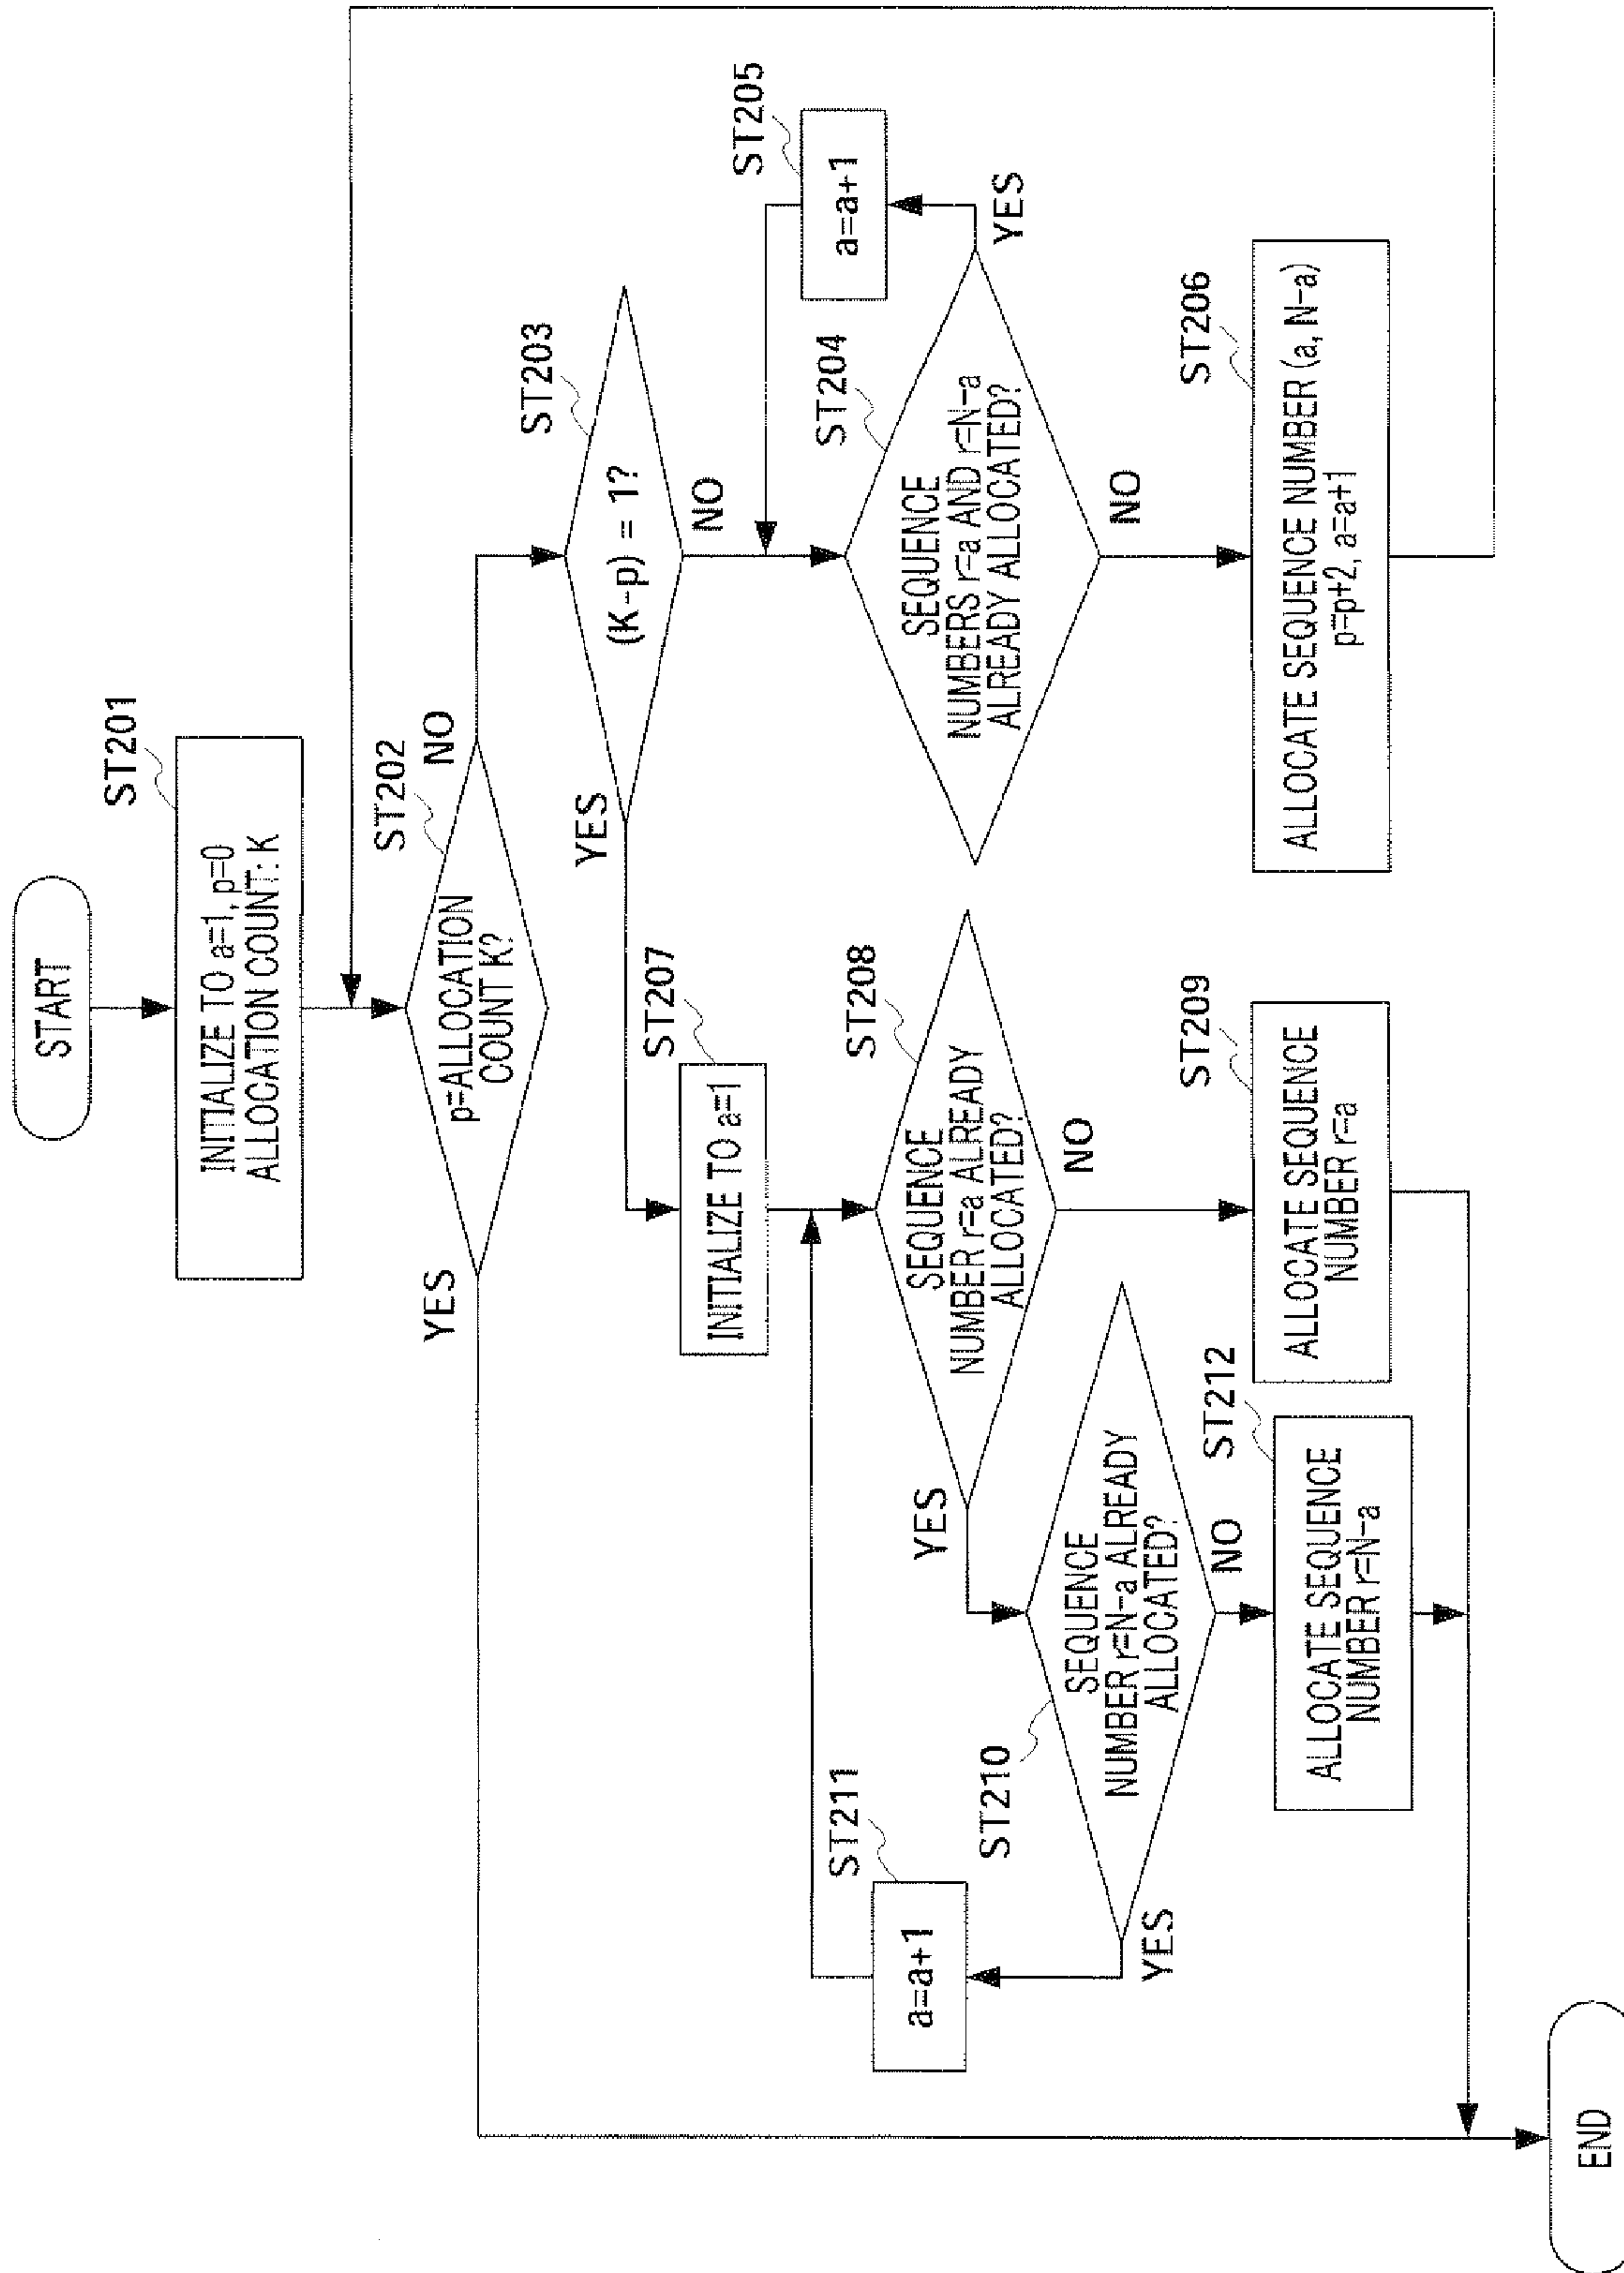 START
ST201
INITIALIZE TO a=1, p=0
ALLOCATION COUNT: K
ST202
p=ALLOCATION
COUNT K?
YES
NO
ST203
(K-p) = 1?
YES
NO
ST204
SEQUENCE
NUMBERS r=a AND r=N-a
ALREADY ALLOCATED?
YES
NO
ST205
a=a+1
ST206
ALLOCATE SEQUENCE NUMBER (a, N-a)
p=p+2, a=a+1
ST207
INITIALIZE TO a=1
ST208
SEQUENCE
NUMBER r=a ALREADY
ALLOCATED?
YES
NO
ST209
ALLOCATE SEQUENCE
NUMBER r=a
ST210
SEQUENCE
NUMBER r=N-a ALREADY
ALLOCATED?
YES
NO
ST211
a=a+1
ST212
ALLOCATE SEQUENCE
NUMBER r=N-a
END